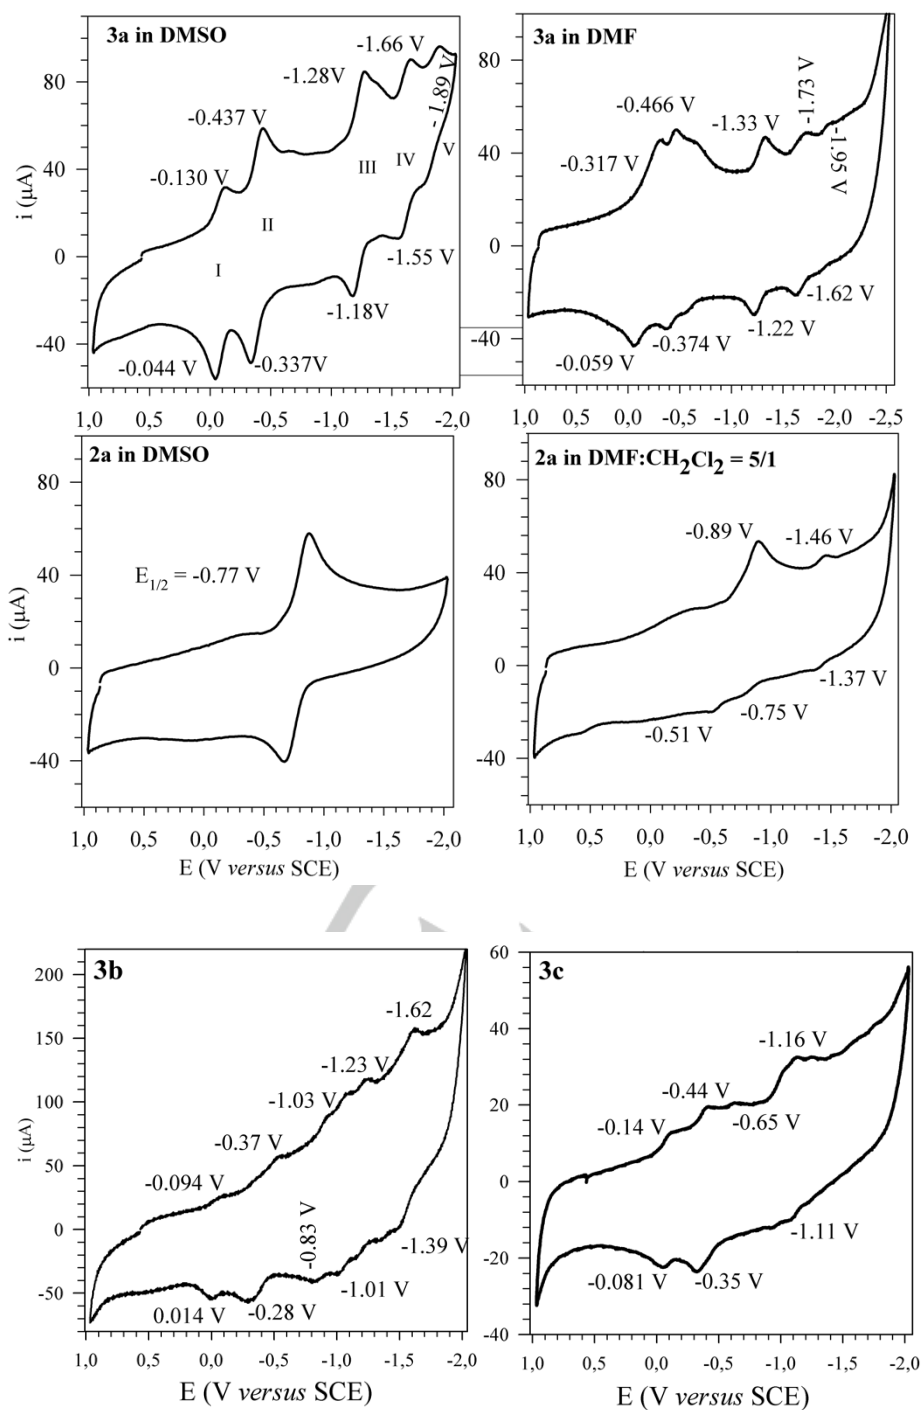 3a in DMSO
-1.66 V
-1.28V
-1.89 V
-0.437 V
-0.130 V
III
IV
V
II
I
-1.55 V
-1.18V
-0.044 V
-0.337V
80
40
0
-40
i (μA)
1,0 0,5 0,0 -0,5 -1,0 -1,5 -2,0
3a in DMF
-0.466 V
-1.33 V
-1.73 V
-0.317 V
-1.95 V
-1.62 V
-1.22 V
-0.374 V
-0.059 V
80
40
0
-40
1,0 0,5 0,0 -0,5 -1,0 -1,5 -2,0 -2,5
2a in DMSO
E1/2 = -0.77 V
80
40
0
-40
i (μA)
1,0 0,5 0,0 -0,5 -1,0 -1,5 -2,0
E (V versus SCE)
2a in DMF:CH2Cl2 = 5/1
-0.89 V
-1.46 V
-1.37 V
-0.75 V
-0.51 V
80
40
0
-40
1,0 0,5 0,0 -0,5 -1,0 -1,5 -2,0
E (V versus SCE)
3b
-1.62
-1.23 V
-1.03 V
-0.37 V
-0.094 V
-0.83 V
-1.39 V
-1.01 V
0.014 V
-0.28 V
200
150
100
50
0
-50
i (μA)
1,0 0,5 0,0 -0,5 -1,0 -1,5 -2,0
E (V versus SCE)
3c
-1.16 V
-0.44 V
-0.14 V
-0.65 V
-1.11 V
-0.081 V
-0.35 V
60
40
20
0
-20
-40
1,0 0,5 0,0 -0,5 -1,0 -1,5 -2,0
E (V versus SCE)